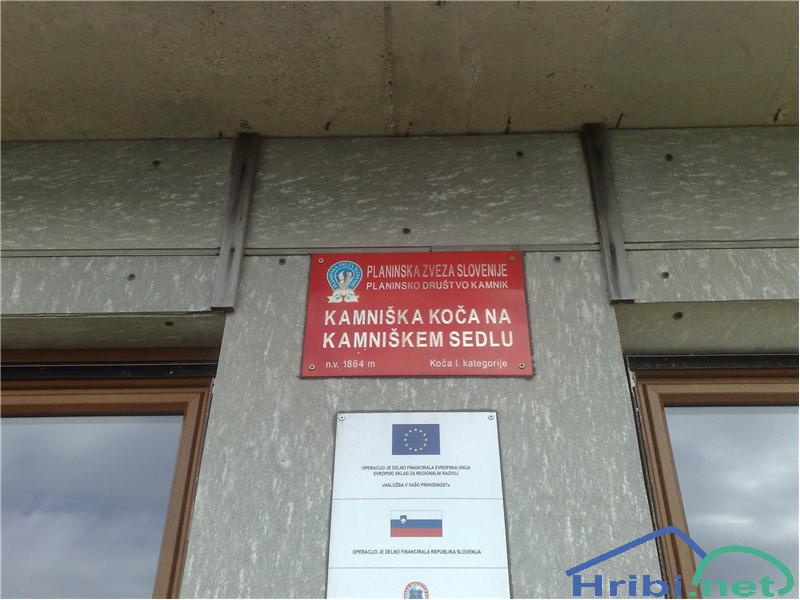 PLANINSKA ZVEZA SLOVENIJE
PLANINSKO DRUŠTVO KAMNIK
KAMNIŠKA KOČA NA
KAMNIŠKEM SEDLU
n.v. 1864 m
Koča I. kategorije
OPERACIJO JE DELNO FINANCIRALA EVROPSKA UNIJA
EVROPSKI SKLAD ZA REGIONALNI RAZVOJ
»NALOŽBA V VAŠO PRIHODNOST«
OPERACIJO JE DELNO FINANCIRALA REPUBLIKA SLOVENIJA
Hribi.net